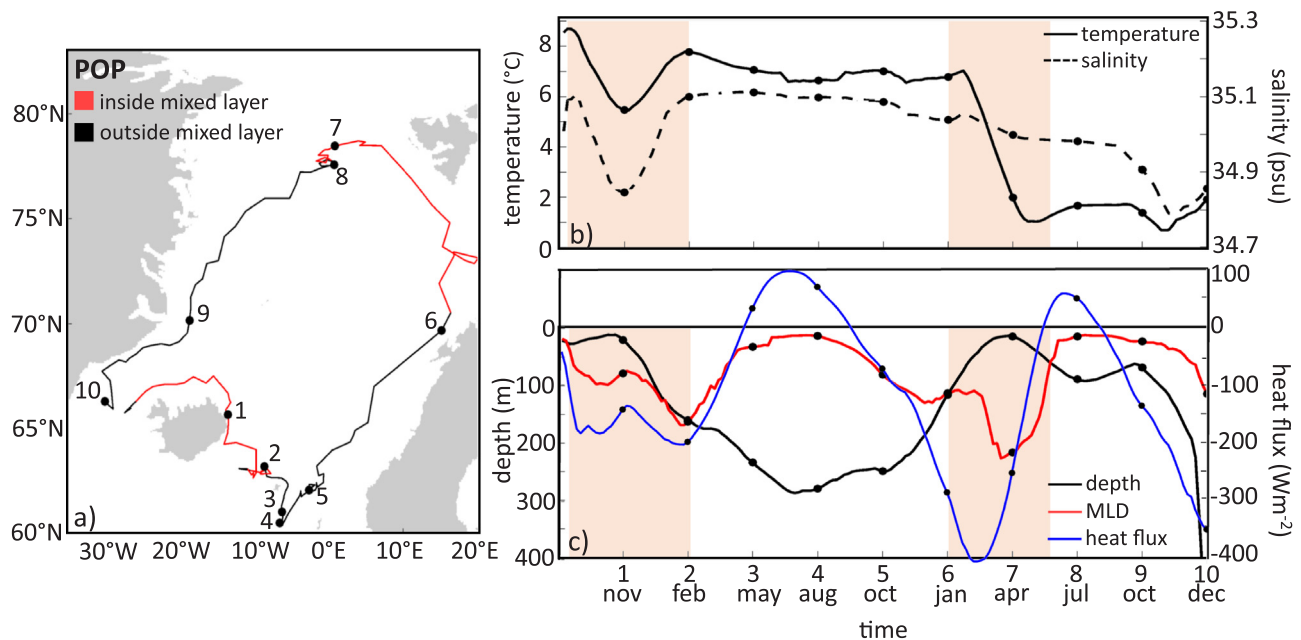 POP
inside mixed layer
outside mixed layer
80°N
75°N
70°N
65°N
60°N
30°W
20°W
10°W
0°E
10°E
20°E
1
2
3
4
5
6
7
8
9
10
a)
temperature (°C)
8
6
4
2
0
temperature
salinity
35.3
35.1
34.9
34.7
salinity (psu)
b)
depth (m)
0
100
200
300
400
100
0
-100
-200
-300
-400
heat flux (Wm-2)
depth
MLD
heat flux
c)
1 2 3 4 5 6 7 8 9 10
nov feb may aug oct jan apr jul oct dec
time